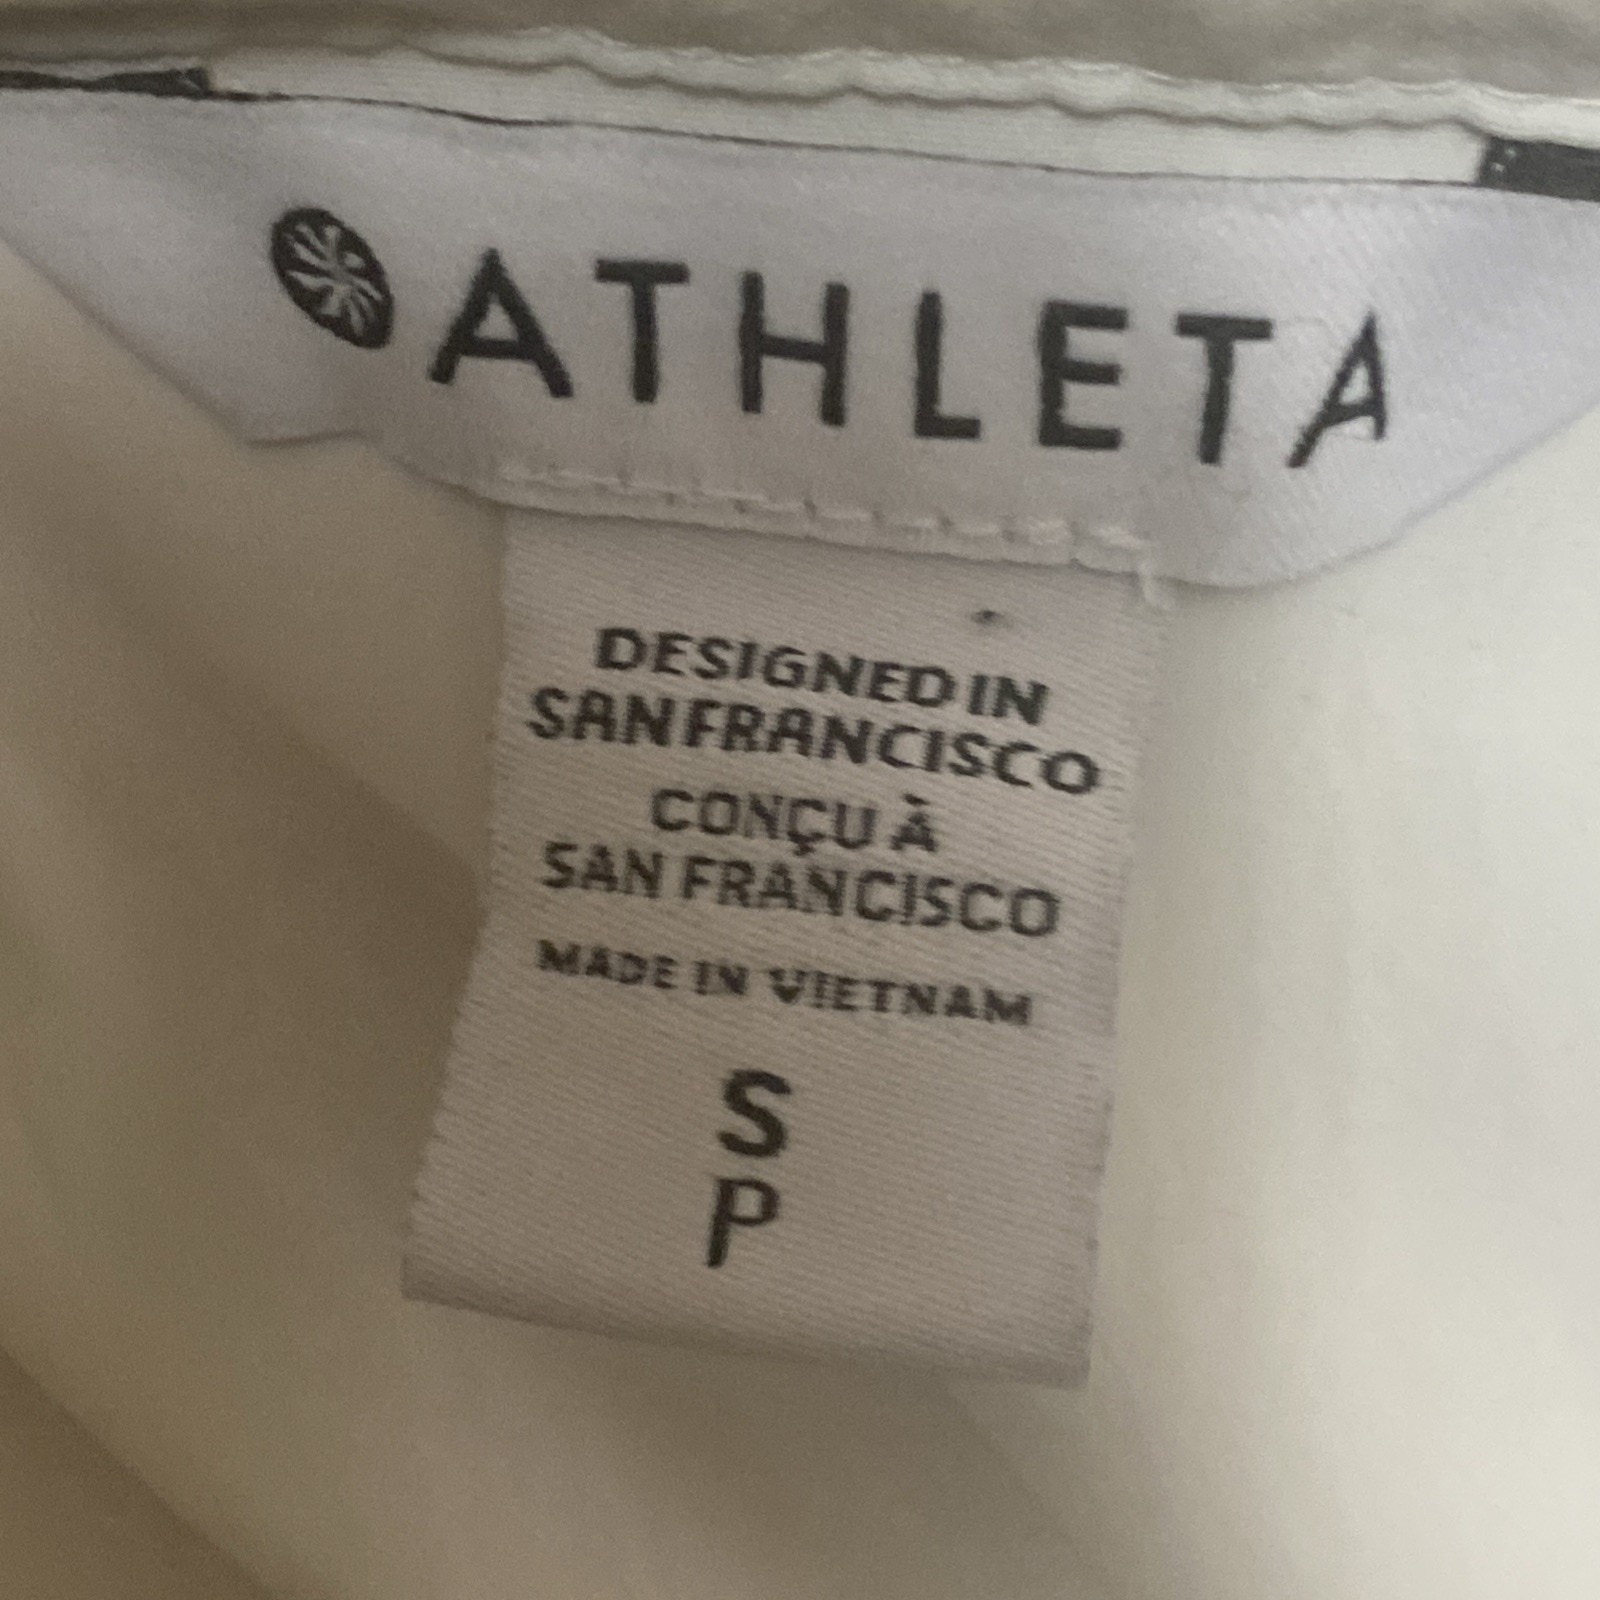 ATHLETA
DESIGNED IN
SAN FRANCISCO
CONÇU À
SAN FRANCISCO
MADE IN VIETNAM
S
P